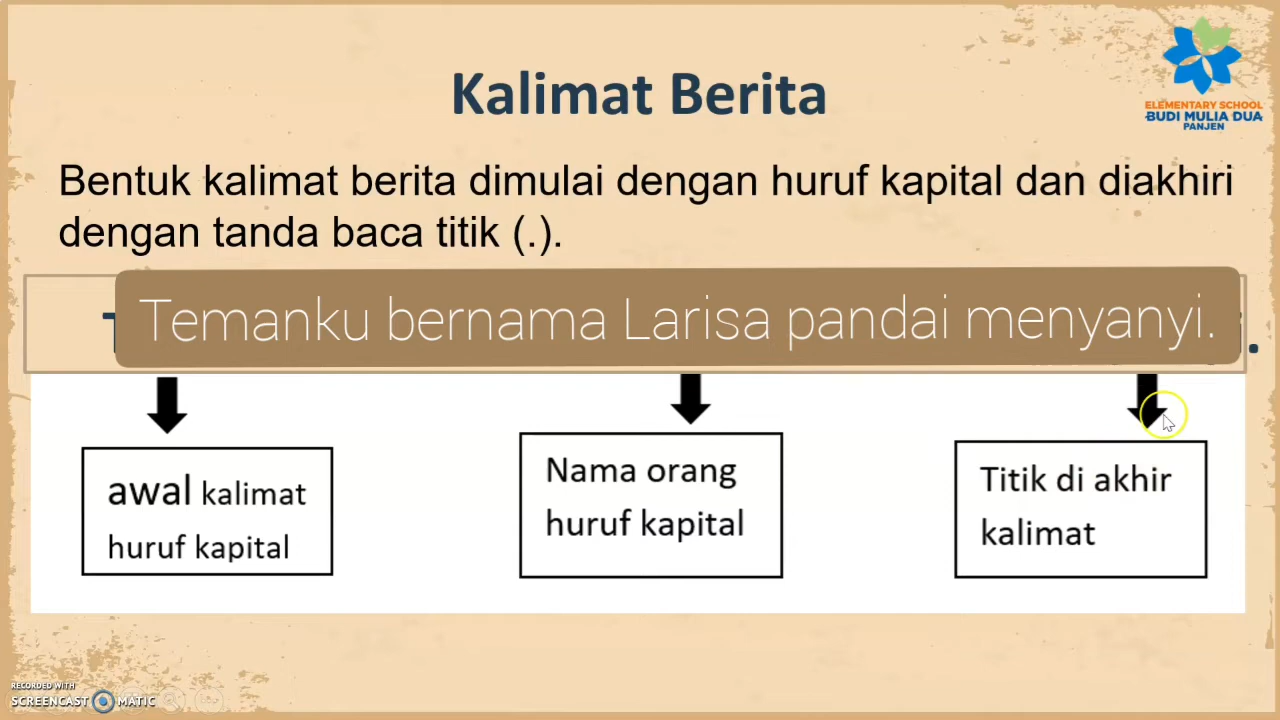 Kalimat Berita
ELEMENTARY SCHOOL
BUDI MULIA DUA
PANJEN
Bentuk kalimat berita dimulai dengan huruf kapital dan diakhiri
dengan tanda baca titik (.).
Temanku bernama Larisa pandai menyanyi.
awal kalimat
huruf kapital
Nama orang
huruf kapital
Titik di akhir
kalimat
RECORDED WITH
SCREENCAST MATIC